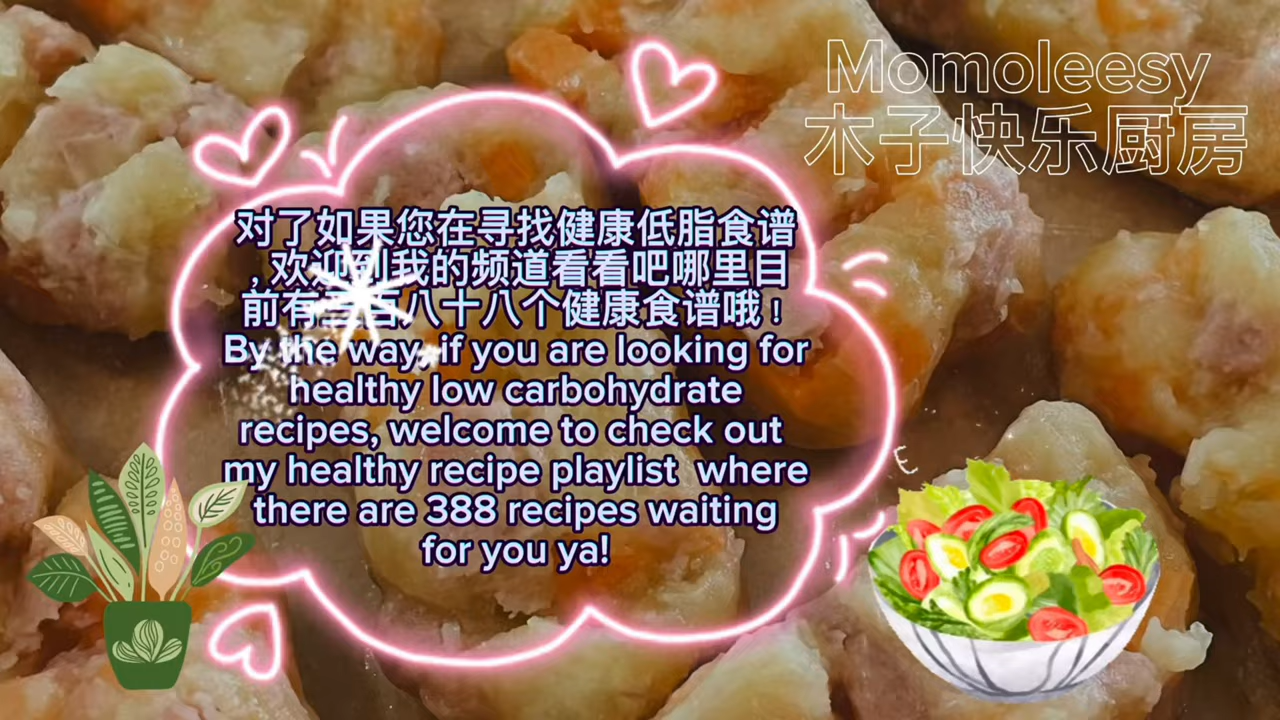 Momoleesy
木子快乐厨房
对了如果您在寻找健康低脂食谱
,欢迎到我的频道看看吧哪里目
前有三百八十八个健康食谱哦!
By the way, if you are looking for
healthy low carbohydrate
recipes, welcome to check out
my healthy recipe playlist where
there are 388 recipes waiting
for you ya!